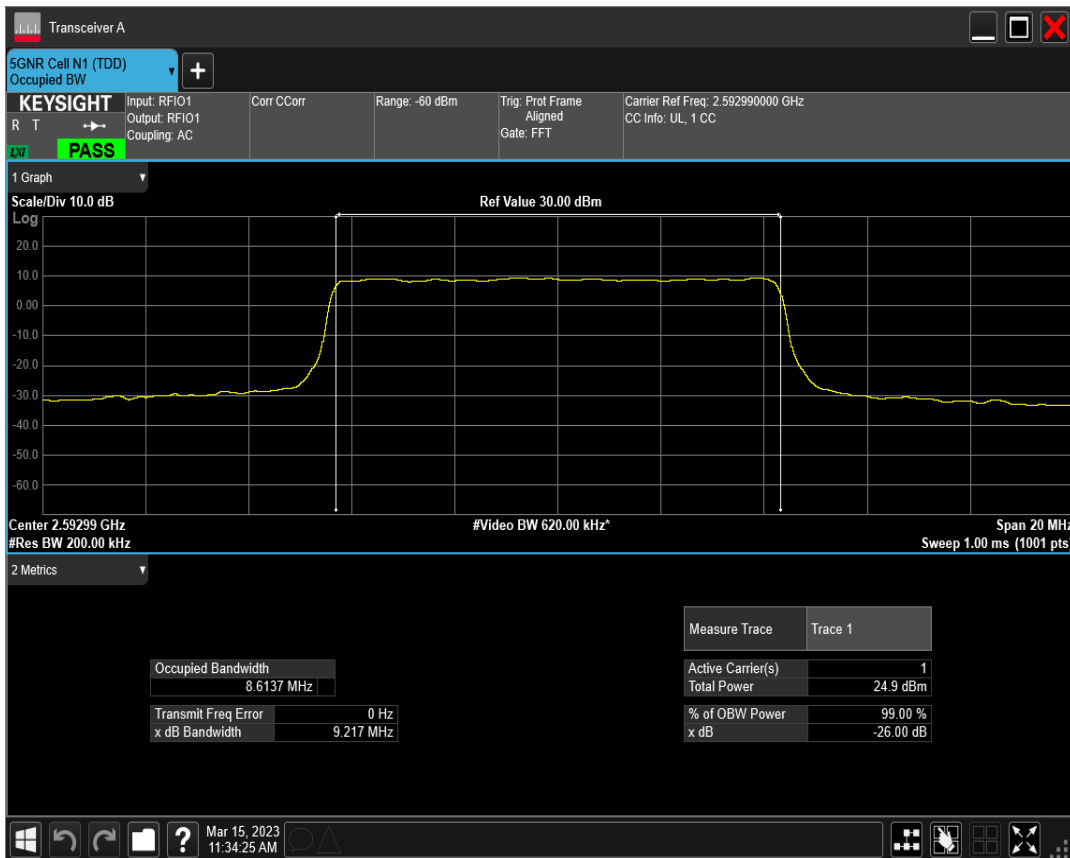 Transceiver A
5GNR Cell N1 (TDD)
Occupied BW
+
KEYSIGHT
R T
LXI
PASS
Input: RFIO1
Output: RFIO1
Coupling: AC
Corr CCorr
Range: -60 dBm
Trig: Prot Frame
Aligned
Gate: FFT
Carrier Ref Freq: 2.592990000 GHz
CC Info: UL, 1 CC
1 Graph
Scale/Div 10.0 dB
Ref Value 30.00 dBm
Log
20.0
10.0
0.00
-10.0
-20.0
-30.0
-40.0
-50.0
-60.0
Center 2.59299 GHz
#Video BW 620.00 kHz*
Span 20 MHz
#Res BW 200.00 kHz
Sweep 1.00 ms (1001 pts)
2 Metrics
Measure Trace Trace 1
Occupied Bandwidth
8.6137 MHz
Active Carrier(s) 1
Total Power 24.9 dBm
Transmit Freq Error 0 Hz
x dB Bandwidth 9.217 MHz
% of OBW Power 99.00 %
x dB -26.00 dB
?
Mar 15, 2023
11:34:25 AM